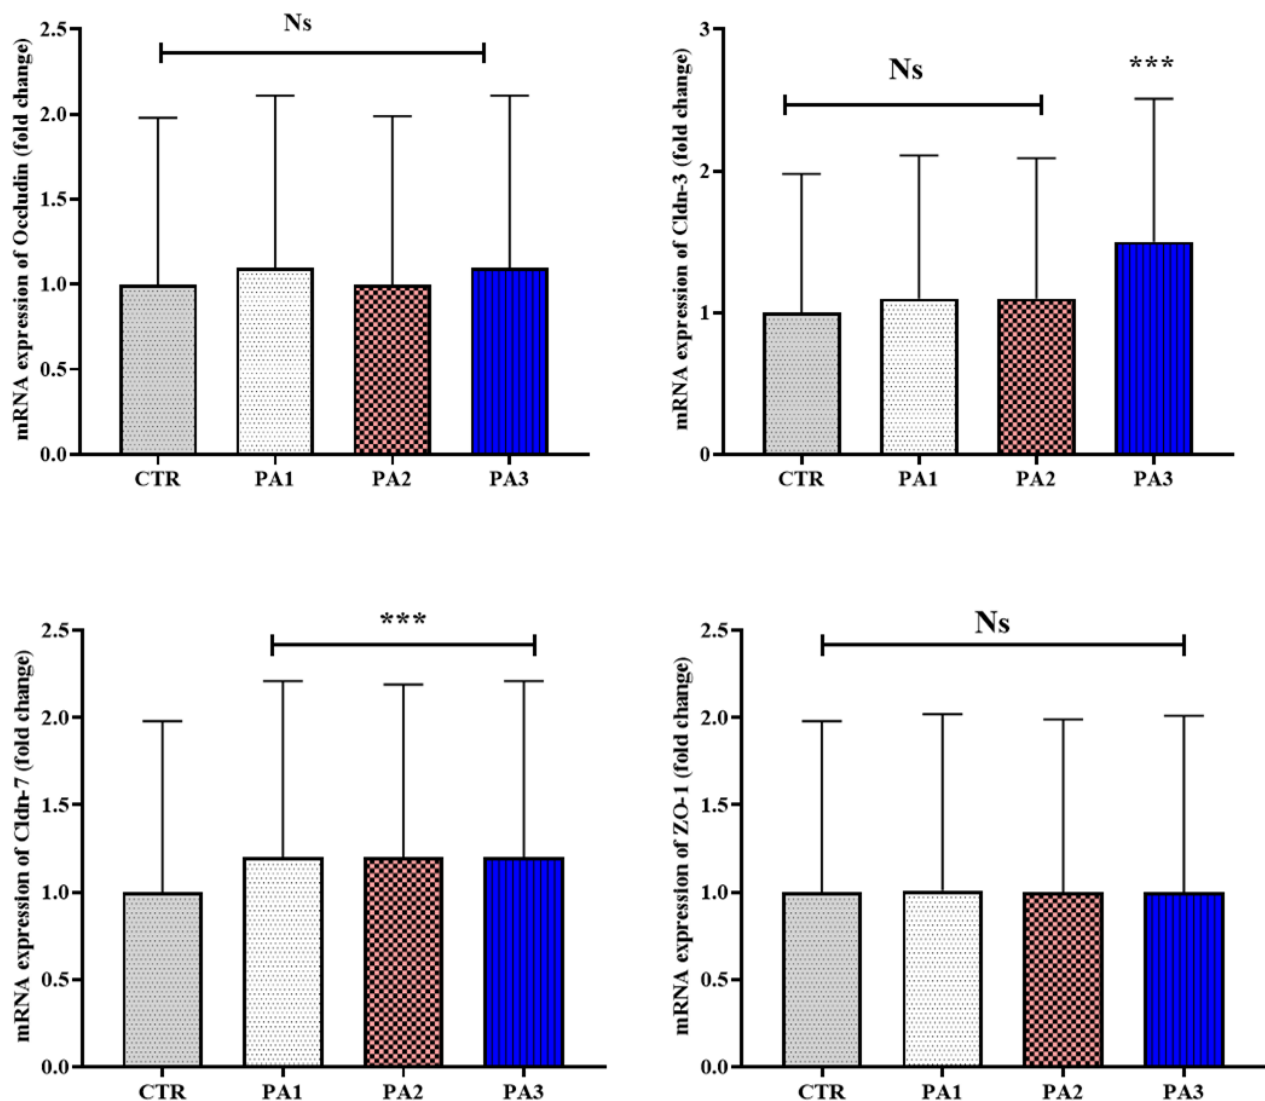 mRNA expression of Occludin (fold change)
Ns
2.5
2.0
1.5
1.0
0.5
0.0
CTR PA1 PA2 PA3
mRNA expression of Cldn-3 (fold change)
Ns
***
3
2
1
0
CTR PA1 PA2 PA3
mRNA expression of Cldn-7 (fold change)
***
2.5
2.0
1.5
1.0
0.5
0.0
CTR PA1 PA2 PA3
mRNA expression of ZO-1 (fold change)
Ns
2.5
2.0
1.5
1.0
0.5
0.0
CTR PA1 PA2 PA3